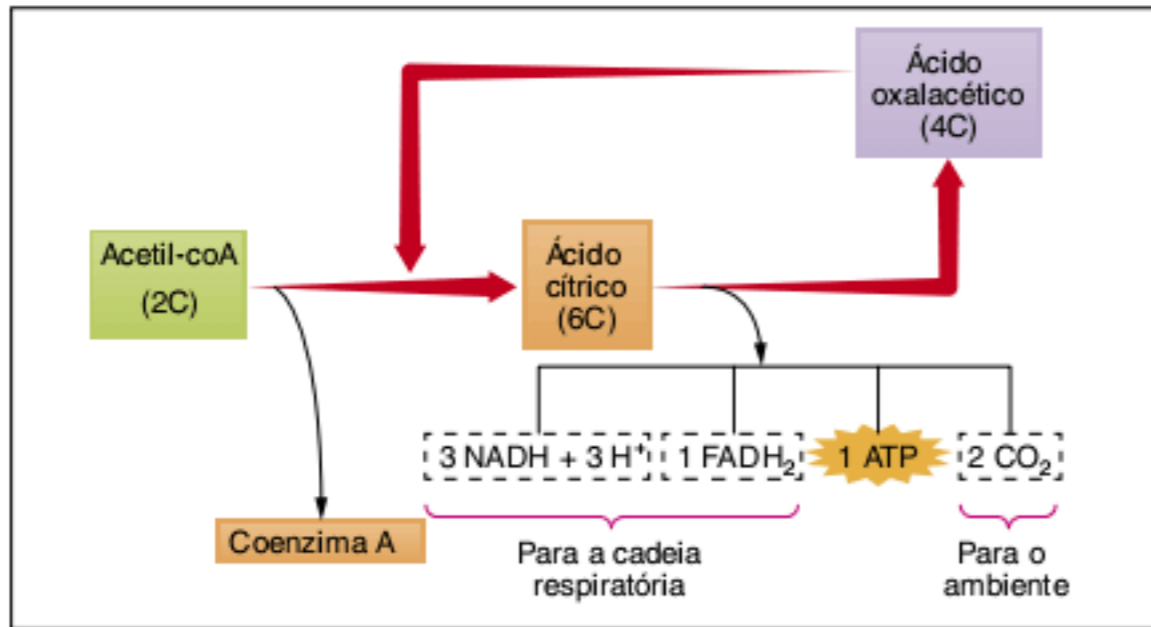 Ácido
oxalacético
(4C)
Acetil-coA
(2C)
Ácido
cítrico
(6C)
3 NADH + 3 H⁺
1 FADH₂
1 ATP
2 CO₂
Coenzima A
Para a cadeia
respiratória
Para o
ambiente